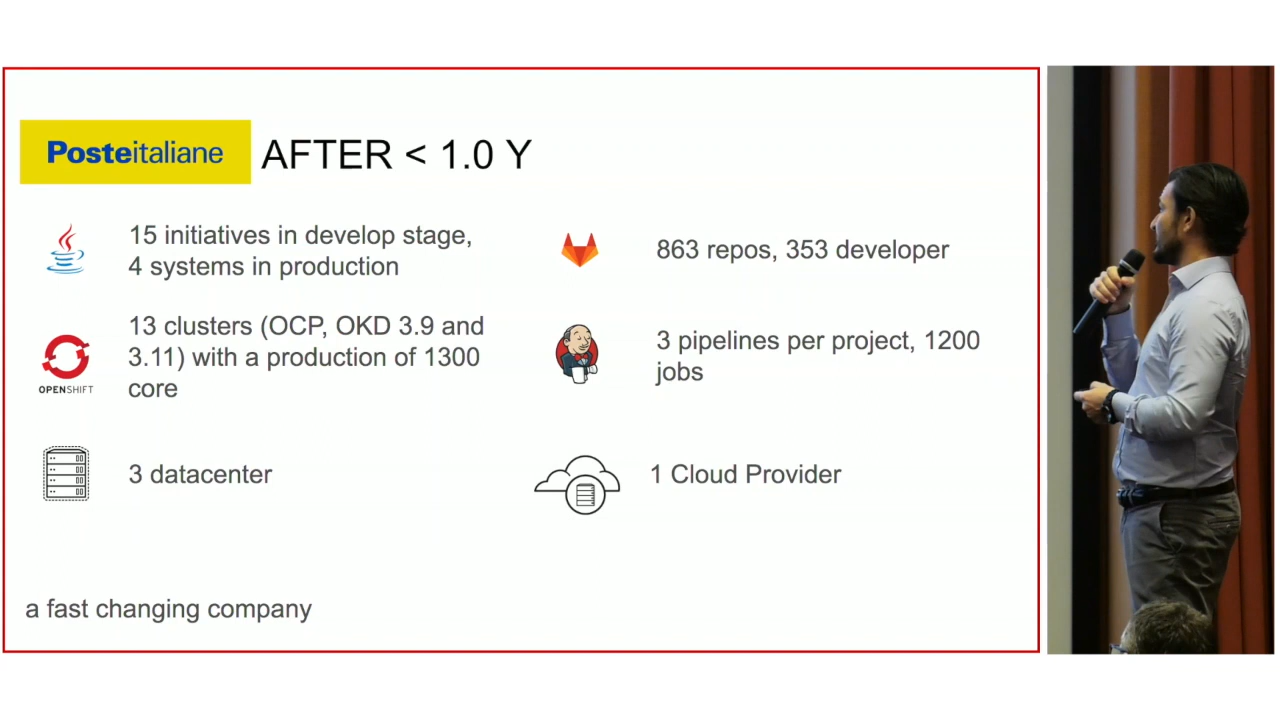 Posteitaliane AFTER < 1.0 Y
15 initiatives in develop stage,
4 systems in production
863 repos, 353 developer
13 clusters (OCP, OKD 3.9 and
3.11) with a production of 1300
core
OPENSHIFT
3 pipelines per project, 1200
jobs
3 datacenter
1 Cloud Provider
a fast changing company